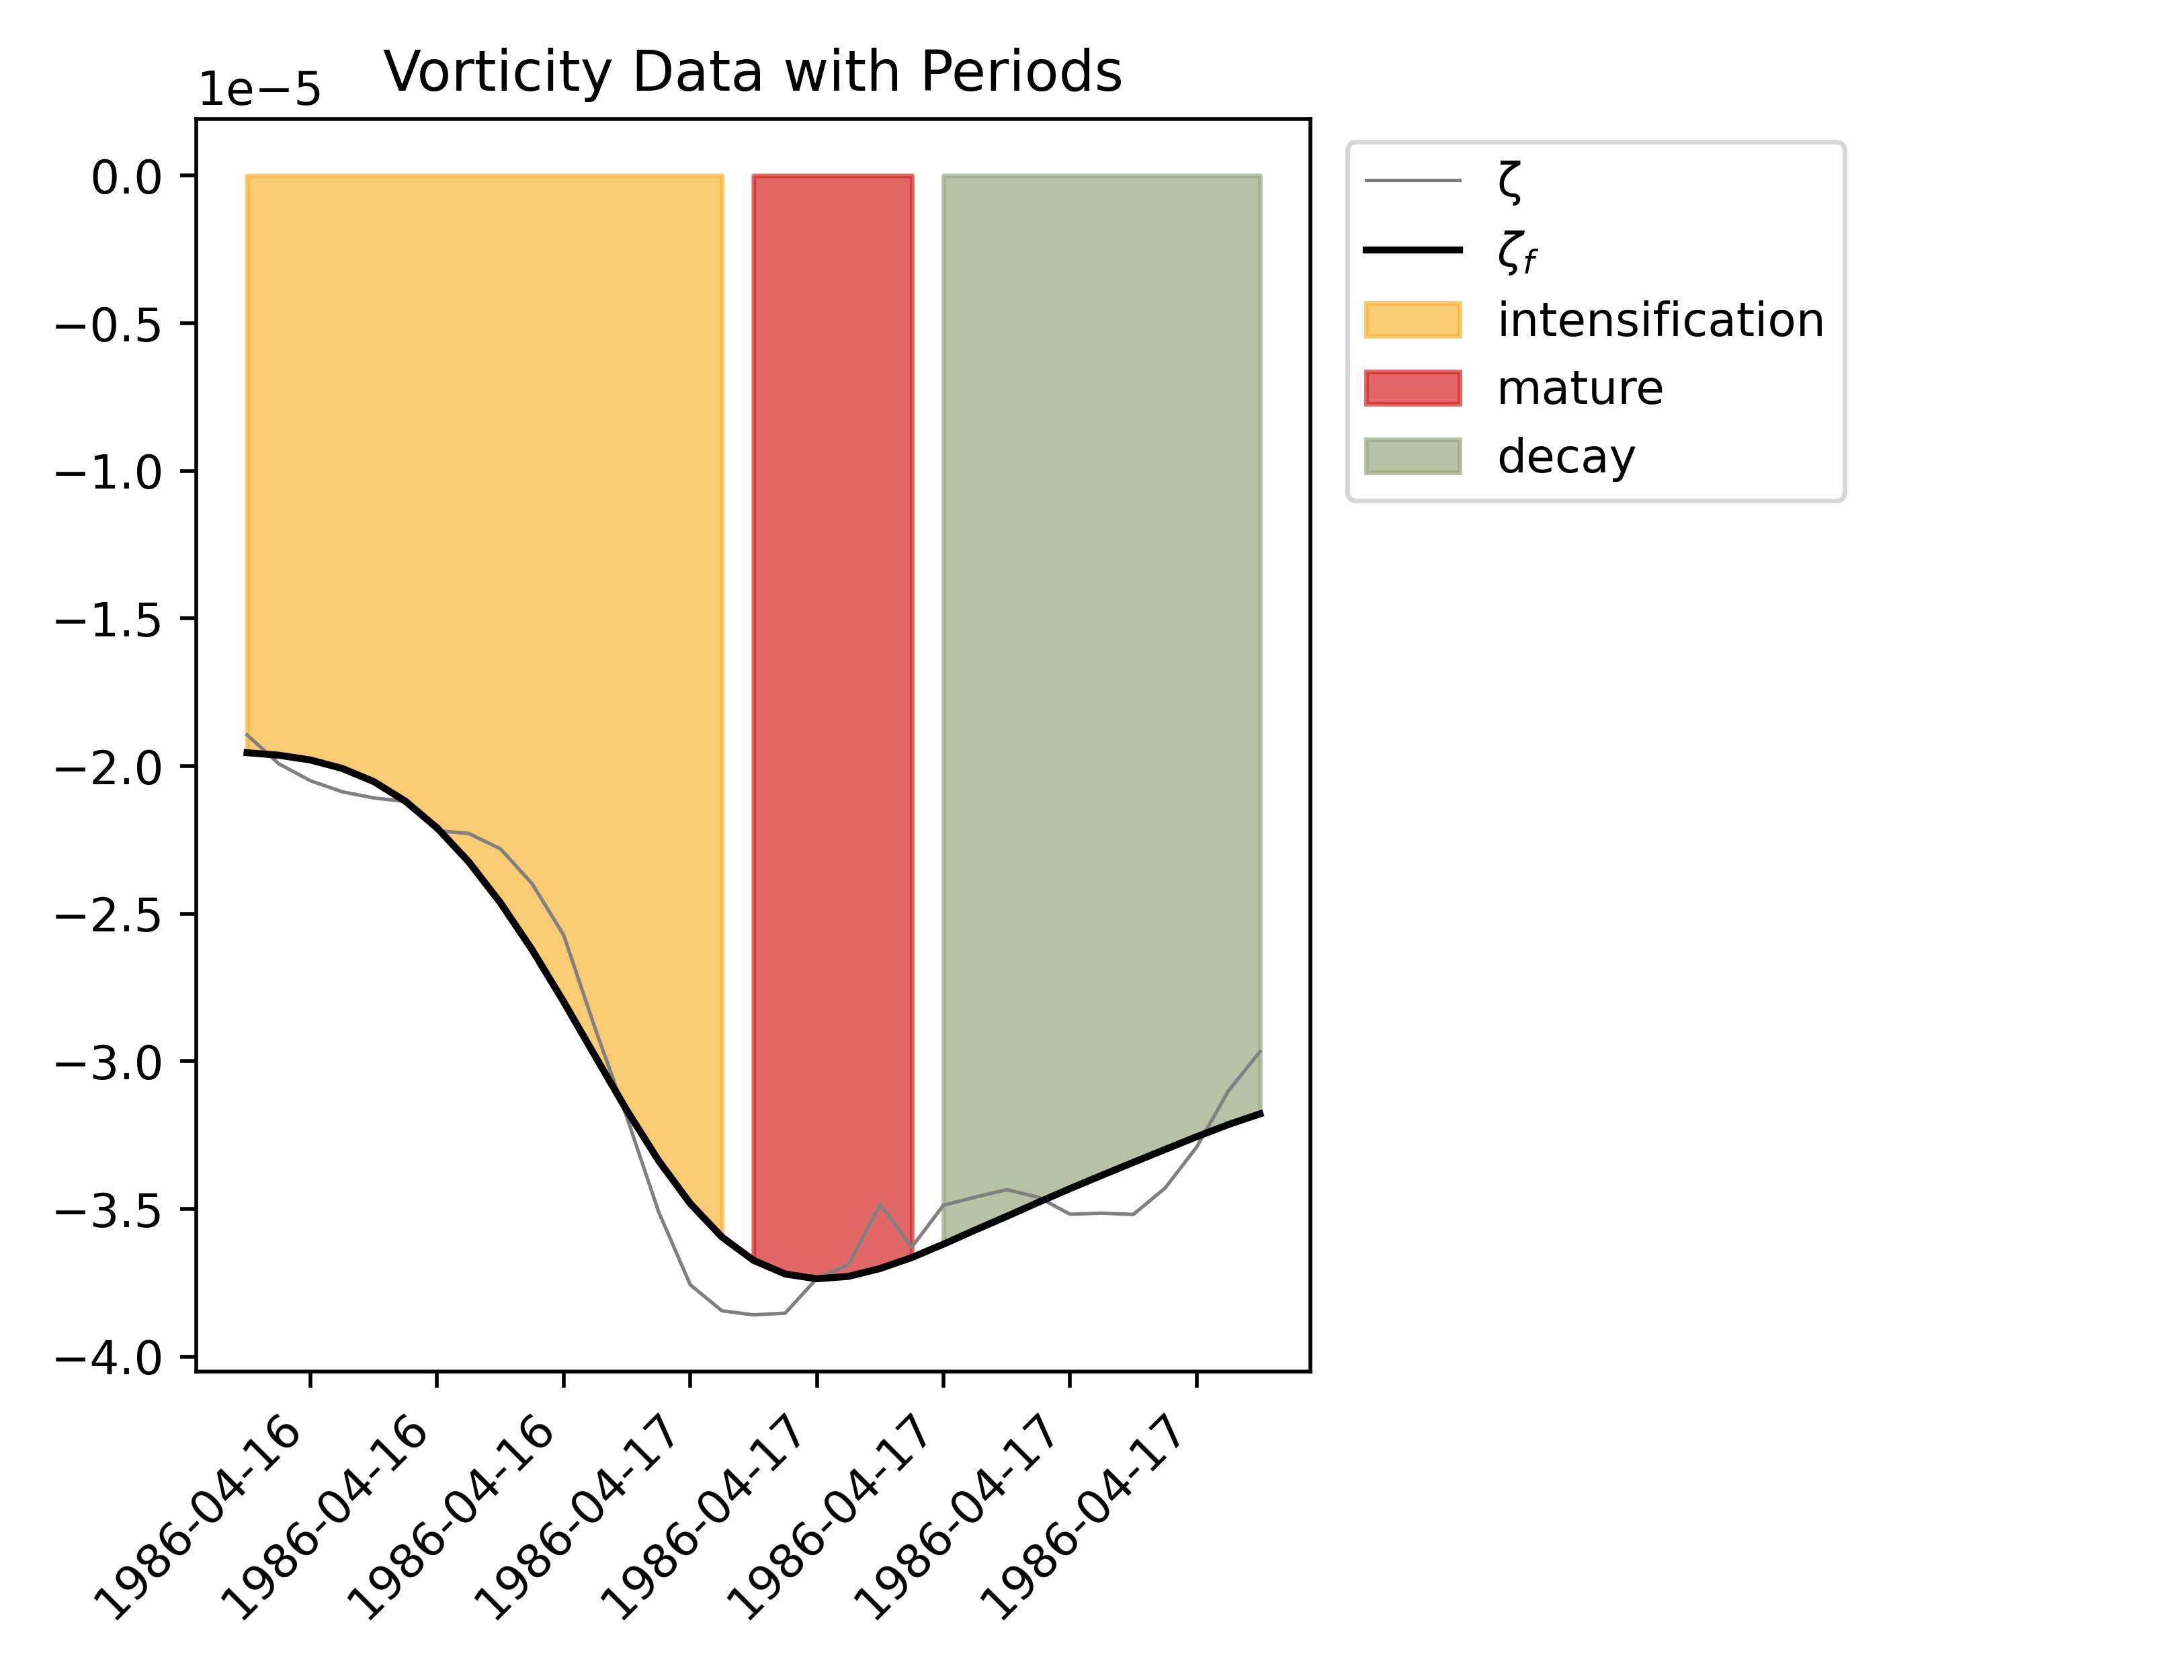 Vorticity Data with Periods
1e−5
0.0
−0.5
−1.0
−1.5
−2.0
−2.5
−3.0
−3.5
−4.0
1986-04-16
1986-04-16
1986-04-16
1986-04-17
1986-04-17
1986-04-17
1986-04-17
1986-04-17
ζ
ζf
intensification
mature
decay